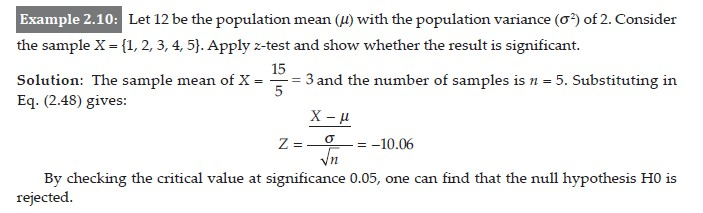 Example 2.10: Let 12 be the population mean (μ) with the population variance (σ²) of 2. Consider
the sample X = {1, 2, 3, 4, 5}. Apply z-test and show whether the result is significant.
Solution: The sample mean of X = 15/5 = 3 and the number of samples is n = 5. Substituting in
Eq. (2.48) gives:
Z = (X – μ)/(σ/√n) = –10.06
By checking the critical value at significance 0.05, one can find that the null hypothesis H0 is
rejected.